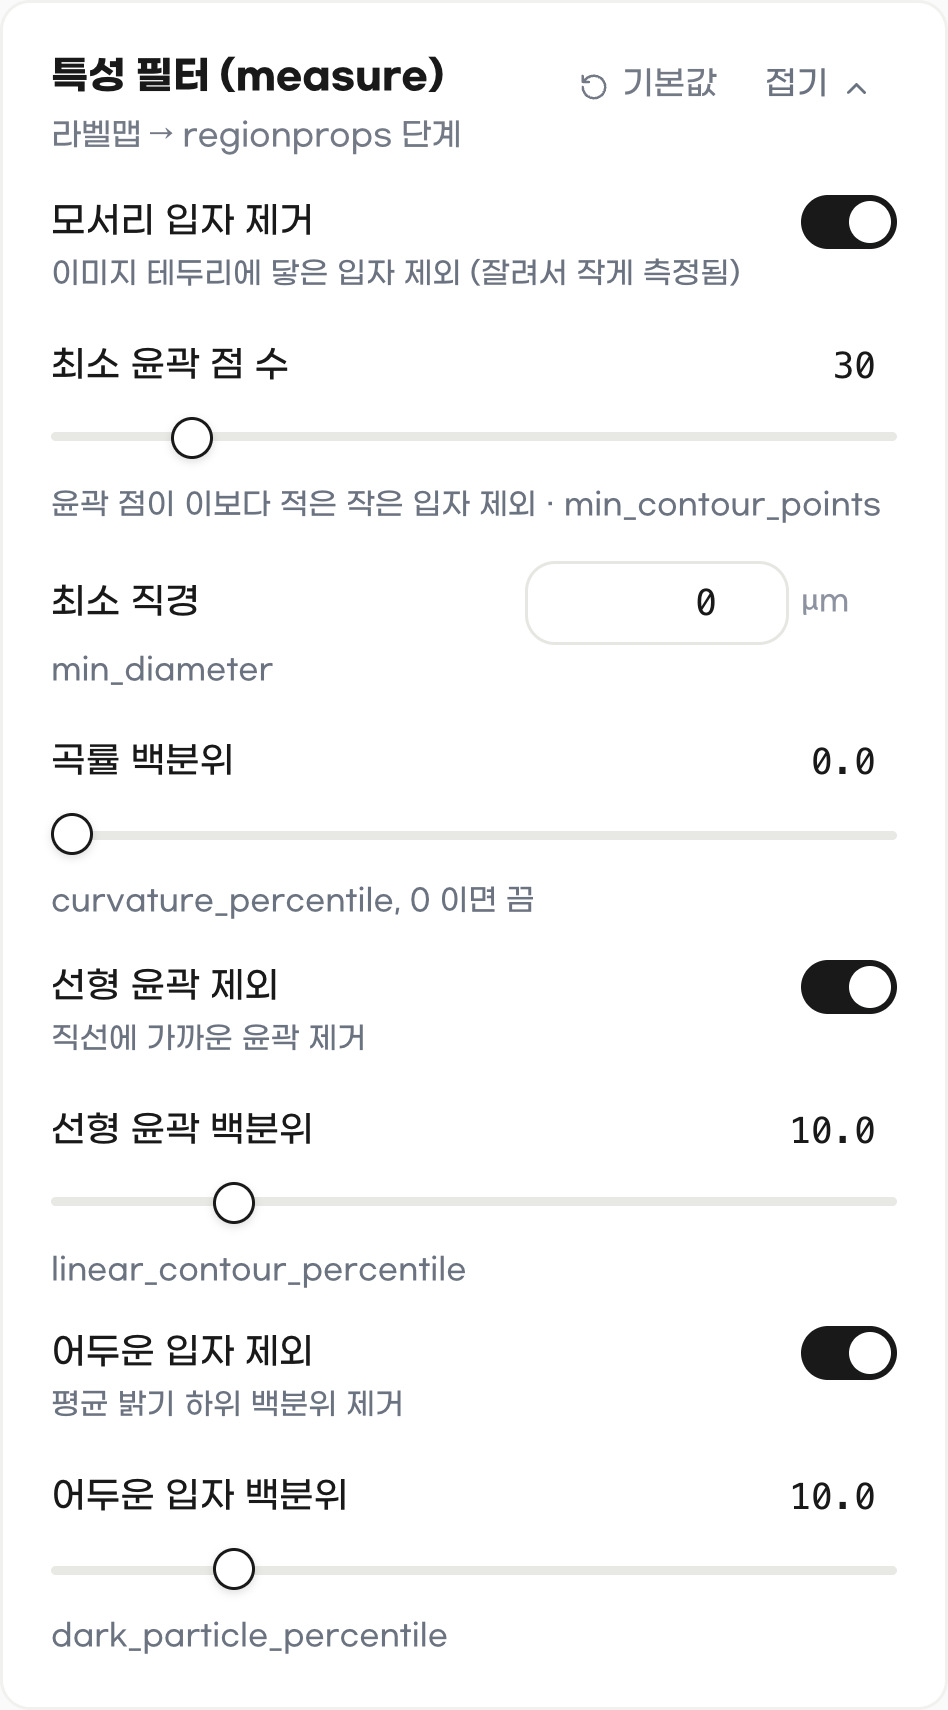 특성 필터 (measure)
기본값 접기
라벨맵 → regionprops 단계
모서리 입자 제거
이미지 테두리에 닿은 입자 제외 (잘려서 작게 측정됨)
최소 윤곽 점 수 30
윤곽 점이 이보다 적은 작은 입자 제외 · min_contour_points
최소 직경 0 µm
min_diameter
곡률 백분위 0.0
curvature_percentile, 0 이면 끔
선형 윤곽 제외
직선에 가까운 윤곽 제거
선형 윤곽 백분위 10.0
linear_contour_percentile
어두운 입자 제외
평균 밝기 하위 백분위 제거
어두운 입자 백분위 10.0
dark_particle_percentile